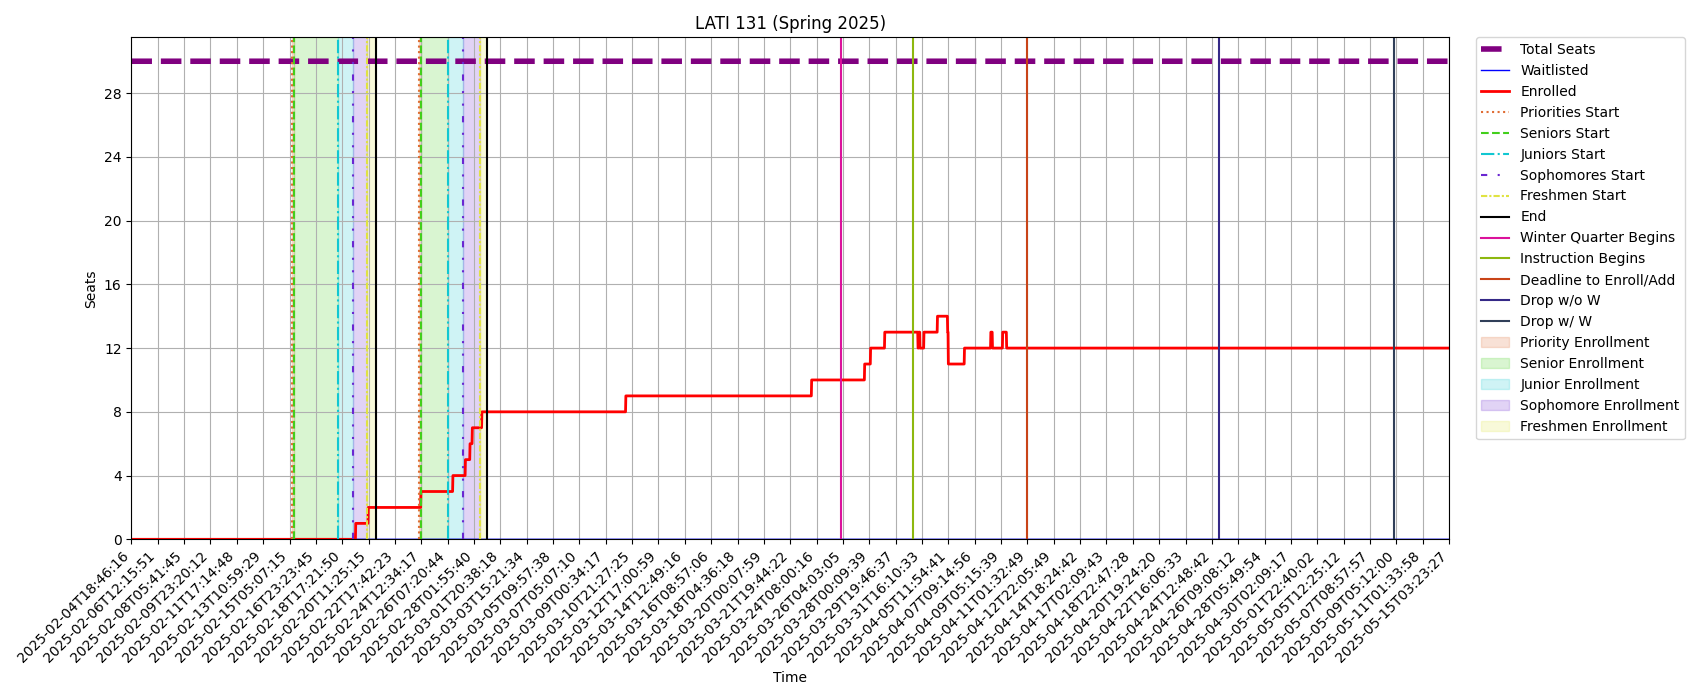 LATI 131 (Spring 2025)
Seats
28
24
20
16
12
8
4
0
2025-02-04T18:46:16
2025-02-06T12:15:51
2025-02-08T05:41:45
2025-02-09T23:20:12
2025-02-11T17:14:48
2025-02-13T10:59:29
2025-02-15T05:07:15
2025-02-16T23:23:45
2025-02-18T17:21:50
2025-02-20T11:25:15
2025-02-22T17:42:23
2025-02-24T12:34:17
2025-02-26T07:20:44
2025-02-28T01:55:40
2025-03-01T20:38:18
2025-03-03T15:21:34
2025-03-05T09:57:38
2025-03-07T05:07:10
2025-03-09T00:34:17
2025-03-10T21:27:25
2025-03-12T17:00:59
2025-03-14T12:49:16
2025-03-16T08:57:06
2025-03-18T04:36:18
2025-03-20T00:07:59
2025-03-21T19:44:22
2025-03-24T08:00:16
2025-03-26T04:03:05
2025-03-28T00:09:39
2025-03-29T19:46:37
2025-03-31T16:10:33
2025-04-05T11:54:41
2025-04-07T09:14:56
2025-04-09T05:15:39
2025-04-11T01:32:49
2025-04-12T22:05:49
2025-04-14T18:24:42
2025-04-17T02:09:43
2025-04-18T22:47:28
2025-04-20T19:24:20
2025-04-22T16:06:33
2025-04-24T12:48:42
2025-04-26T09:08:12
2025-04-28T05:49:54
2025-04-30T02:09:17
2025-05-01T22:40:02
2025-05-05T12:25:12
2025-05-07T08:57:57
2025-05-09T05:12:00
2025-05-11T01:33:58
2025-05-15T03:23:27
Time
Total Seats
Waitlisted
Enrolled
Priorities Start
Seniors Start
Juniors Start
Sophomores Start
Freshmen Start
End
Winter Quarter Begins
Instruction Begins
Deadline to Enroll/Add
Drop w/o W
Drop w/ W
Priority Enrollment
Senior Enrollment
Junior Enrollment
Sophomore Enrollment
Freshmen Enrollment